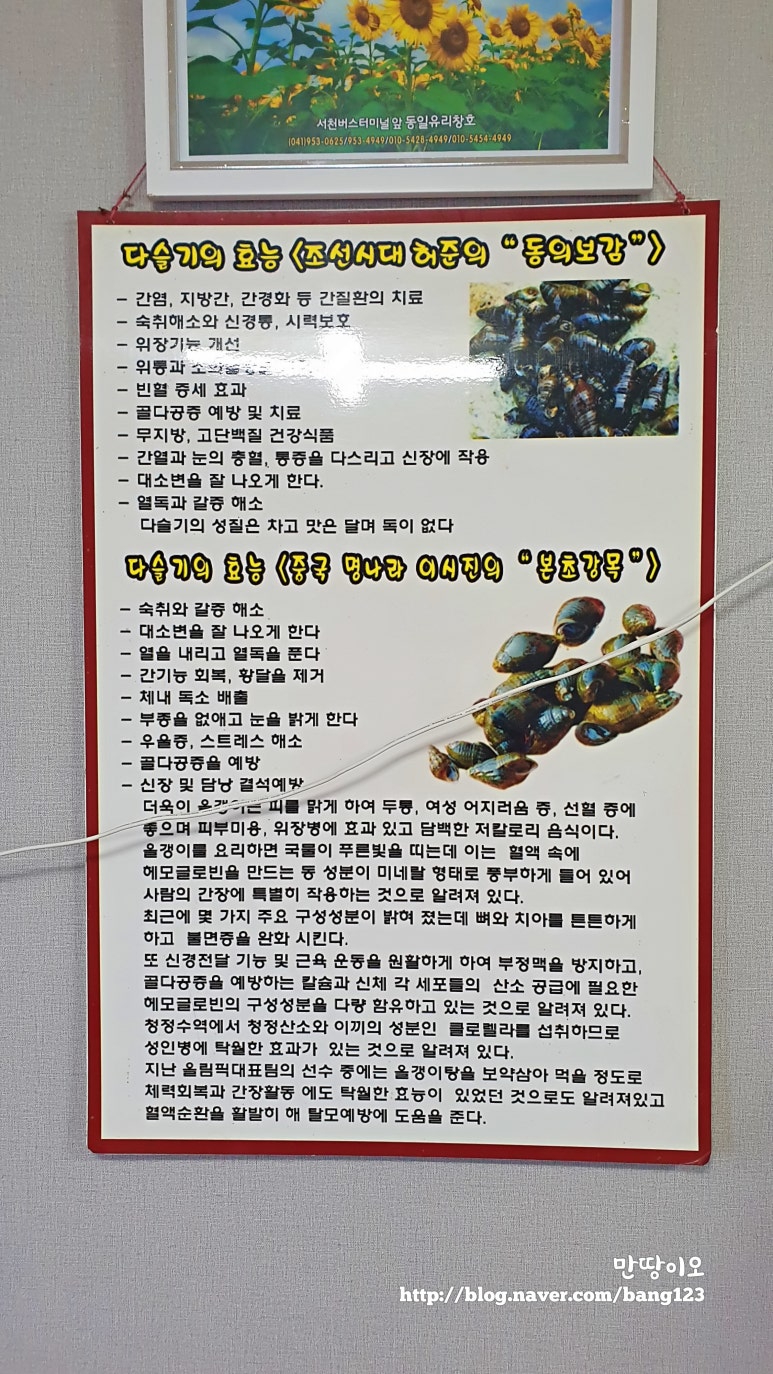 서천버스터미널 앞 동일유리창호
(041)953-0625/953-4949/010-5428-4949/010-5454-4949
다슬기의 효능 <조선시대 허준의 “동의보감”>
- 간염, 지방간, 간경화 등 간질환의 치료
- 숙취해소와 신경통, 시력보호
- 위장기능 개선
- 위통과
- 빈혈 증세 효과
- 골다공증 예방 및 치료
- 무지방, 고단백질 건강식품
- 간열과 눈의 충혈, 통증을 다스리고 신장에 작용
- 대소변을 잘 나오게 한다.
- 열독과 갈증 해소
다슬기의 성질은 차고 맛은 달며 독이 없다
다슬기의 효능 <중국 명나라 이시진의 “본초강목”>
- 숙취와 갈증 해소
- 대소변을 잘 나오게 한다
- 열을 내리고 열독을 푼다
- 간기능 회복, 황달을 제거
- 체내 독소 배출
- 부종을 없애고 눈을 밝게 한다
- 우울증, 스트레스 해소
- 골다공증을 예방
- 신장 및 담낭 결석예방
더욱이 올갱이는 피를 맑게 하여 두통, 여성 어지러움 증, 선혈 증에
좋으며 피부미용, 위장병에 효과 있고 담백한 저칼로리 음식이다.
올갱이를 요리하면 국물이 푸른빛을 띠는데 이는 혈액 속에
헤모글로빈을 만드는 동 성분이 미네랄 형태로 풍부하게 들어 있어
사람의 간장에 특별히 작용하는 것으로 알려져 있다.
최근에 몇 가지 주요 구성성분이 밝혀 졌는데 뼈와 치아를 튼튼하게
하고 불면증을 완화 시킨다.
또 신경전달 기능 및 근육 운동을 원활하게 하여 부정맥을 방지하고,
골다공증을 예방하는 칼슘과 신체 각 세포들의 산소 공급에 필요한
헤모글로빈의 구성성분을 다량 함유하고 있는 것으로 알려져 있다.
청정수역에서 청정산소와 이끼의 성분인 클로렐라를 섭취하므로
성인병에 탁월한 효과가 있는 것으로 알려져 있다.
지난 올림픽대표팀의 선수 중에는 올갱이탕을 보약삼아 먹을 정도로
체력회복과 간장활동 에도 탁월한 효능이 있었던 것으로도 알려져있고
혈액순환을 활발히 해 탈모예방에 도움을 준다.
만땅이오
http://blog.naver.com/bang123